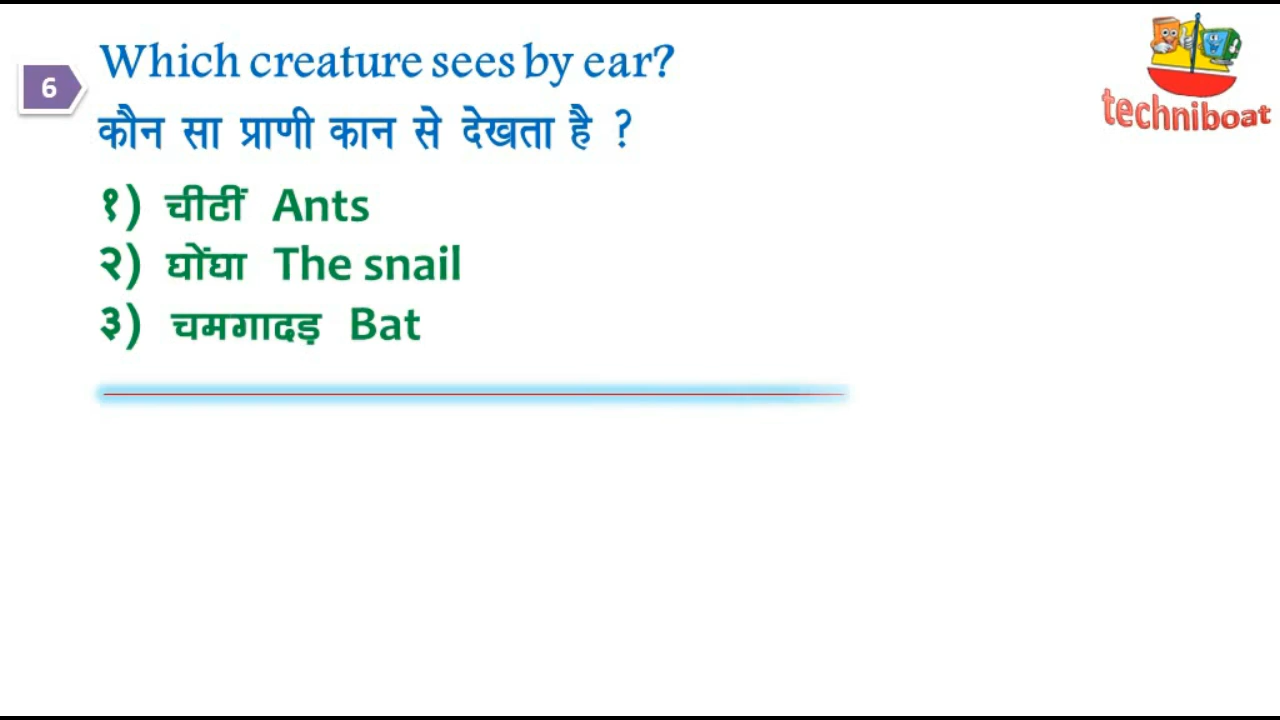 Which creature sees by ear?
6
कौन सा प्राणी कान से देखता है ?
१) चीटीं Ants
२) घोंघा The snail
३) चमगादड़ Bat
techniboat